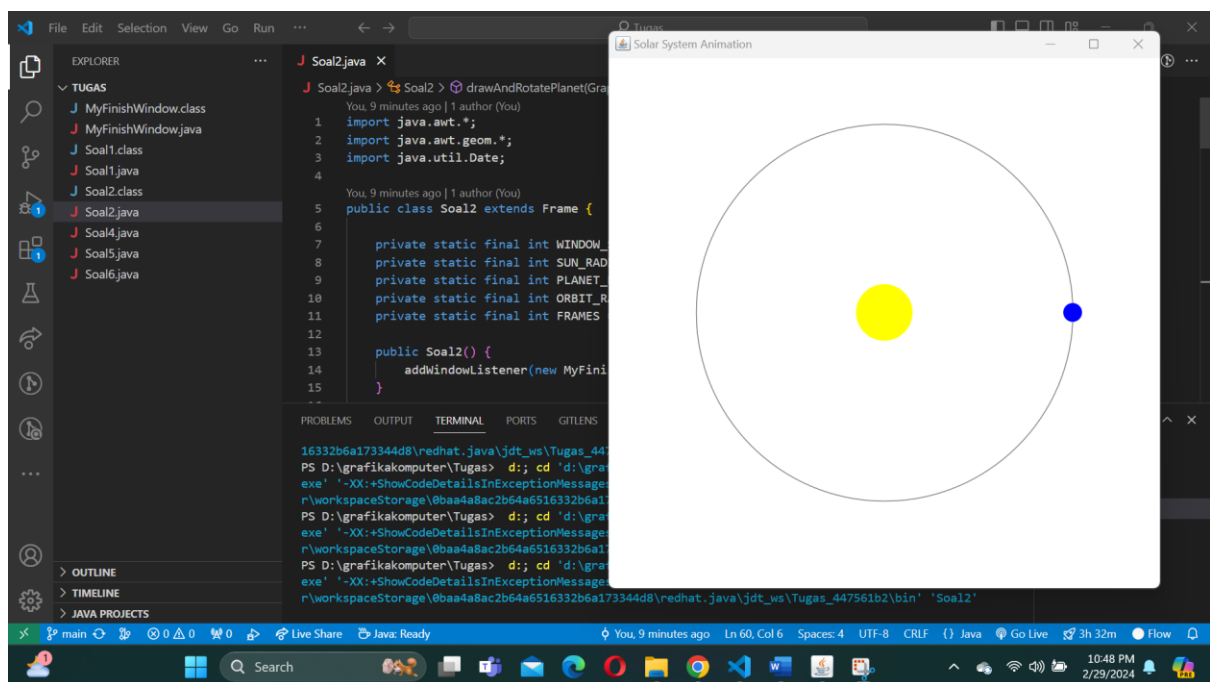 File Edit Selection View Go Run ··· Tugas
Solar System Animation
EXPLORER ···
TUGAS
J MyFinishWindow.class
J MyFinishWindow.java
J Soal1.class
J Soal1.java
J Soal2.class
J Soal2.java
J Soal4.java
J Soal5.java
J Soal6.java
OUTLINE
TIMELINE
JAVA PROJECTS
1
1
J Soal2.java
J Soal2.java > Soal2 > drawAndRotatePlanet(Gra
You, 9 minutes ago | 1 author (You)
1 import java.awt.*;
2 import java.awt.geom.*;
3 import java.util.Date;
4
You, 9 minutes ago | 1 author (You)
5 public class Soal2 extends Frame {
6
7 private static final int WINDOW_
8 private static final int SUN_RAD
9 private static final int PLANET_
10 private static final int ORBIT_R
11 private static final int FRAMES
12
13 public Soal2() {
14 addWindowListener(new MyFini
15 }
PROBLEMS OUTPUT TERMINAL PORTS GITLENS
16332b6a173344d8\redhat.java\jdt_ws\Tugas_447
PS D:\grafikakomputer\Tugas> d:; cd 'd:\gra
exe' '-XX:+ShowCodeDetailsInExceptionMessages
r\workspaceStorage\0baa4a8ac2b64a6516332b6a17
PS D:\grafikakomputer\Tugas> d:; cd 'd:\gra
exe' '-XX:+ShowCodeDetailsInExceptionMessages
r\workspaceStorage\0baa4a8ac2b64a6516332b6a17
PS D:\grafikakomputer\Tugas> d:; cd 'd:\gra
exe' '-XX:+ShowCodeDetailsInExceptionMessages
r\workspaceStorage\0baa4a8ac2b64a6516332b6a173344d8\redhat.java\jdt_ws\Tugas_447561b2\bin' 'Soal2'
main 0 0 0 Live Share Java: Ready You, 9 minutes ago Ln 60, Col 6 Spaces: 4 UTF-8 CRLF {} Java Go Live 3h 32m Flow
1 Search 10:48 PM
2/29/2024